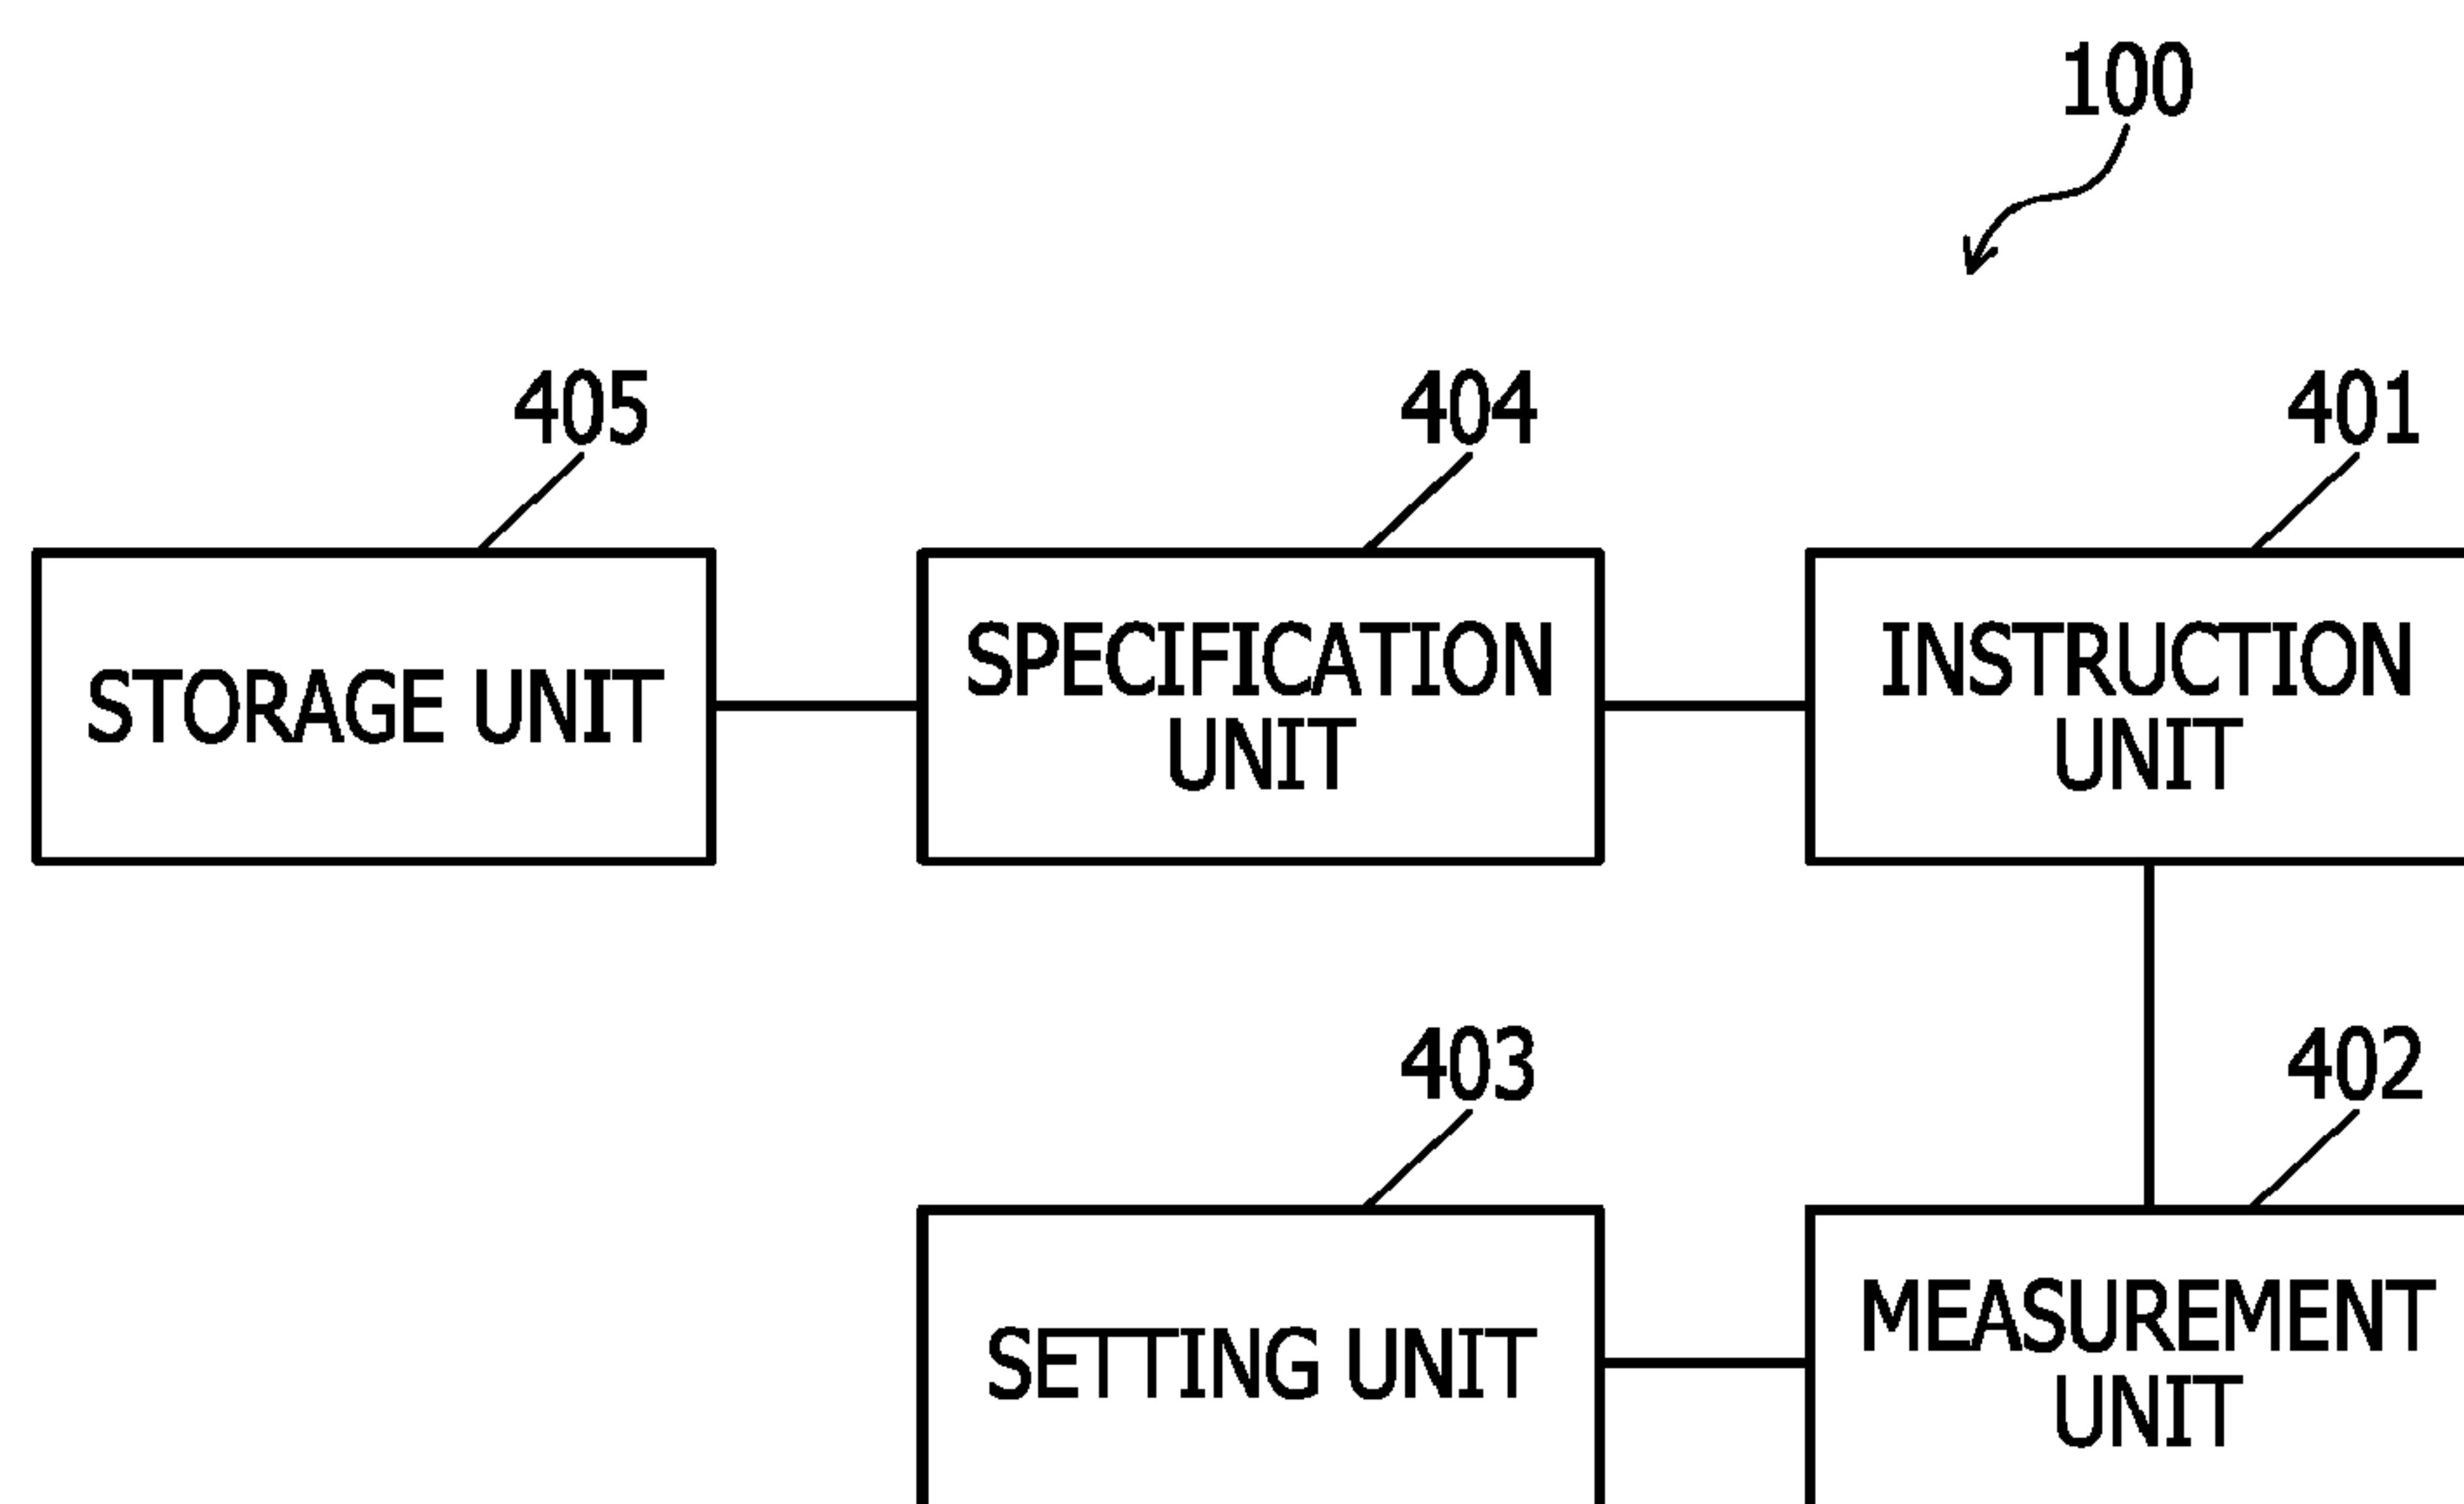 100
405
404
401
STORAGE UNIT
SPECIFICATION
UNIT
INSTRUCTION
UNIT
403
402
SETTING UNIT
MEASUREMENT
UNIT